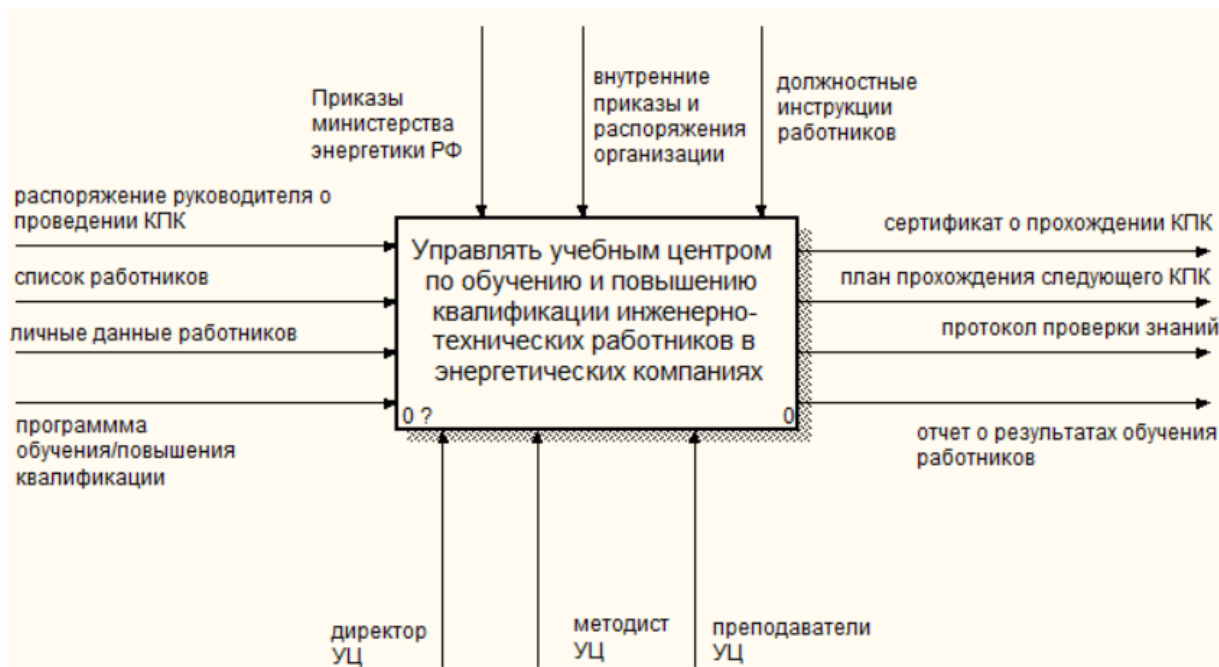 Приказы
министерства
энергетики РФ
внутренние
приказы и
распоряжения
организации
должностные
инструкции
работников
распоряжение руководителя о
проведении КПК
список работников
личные данные работников
программма
обучения/повышения
квалификации
Управлять учебным центром
по обучению и повышению
квалификации инженерно-
технических работников в
энергетических компаниях
0 ?
0
сертификат о прохождении КПК
план прохождения следующего КПК
протокол проверки знаний
отчет о результатах обучения
работников
директор
УЦ
методист
УЦ
преподаватели
УЦ